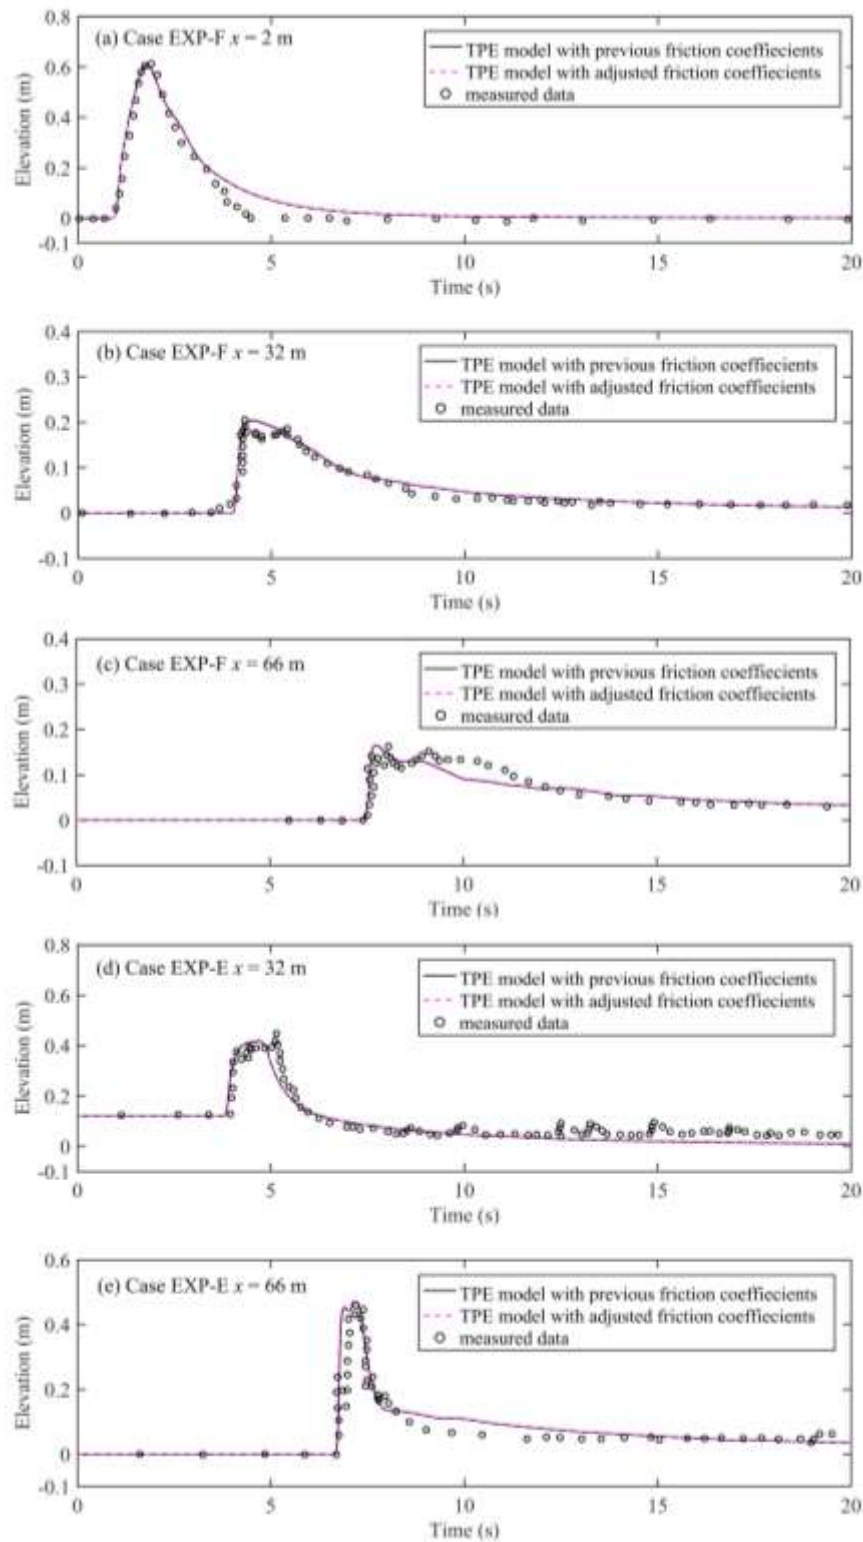 (a) Case EXP-F x = 2 m
TPE model with previous friction coeffiecients
TPE model with adjusted friction coeffiecients
measured data
Elevation (m)
0.8
0.6
0.4
0.2
0
-0.1
0 5 10 15 20
Time (s)
(b) Case EXP-F x = 32 m
TPE model with previous friction coeffiecients
TPE model with adjusted friction coeffiecients
measured data
Elevation (m)
0.4
0.3
0.2
0.1
0
-0.1
0 5 10 15 20
Time (s)
(c) Case EXP-F x = 66 m
TPE model with previous friction coeffiecients
TPE model with adjusted friction coeffiecients
measured data
Elevation (m)
0.4
0.3
0.2
0.1
0
-0.1
0 5 10 15 20
Time (s)
(d) Case EXP-E x = 32 m
TPE model with previous friction coeffiecients
TPE model with adjusted friction coeffiecients
measured data
Elevation (m)
0.8
0.6
0.4
0.2
0
-0.1
0 5 10 15 20
Time (s)
(e) Case EXP-E x = 66 m
TPE model with previous friction coeffiecients
TPE model with adjusted friction coeffiecients
measured data
Elevation (m)
0.6
0.4
0.2
0
-0.1
0 5 10 15 20
Time (s)